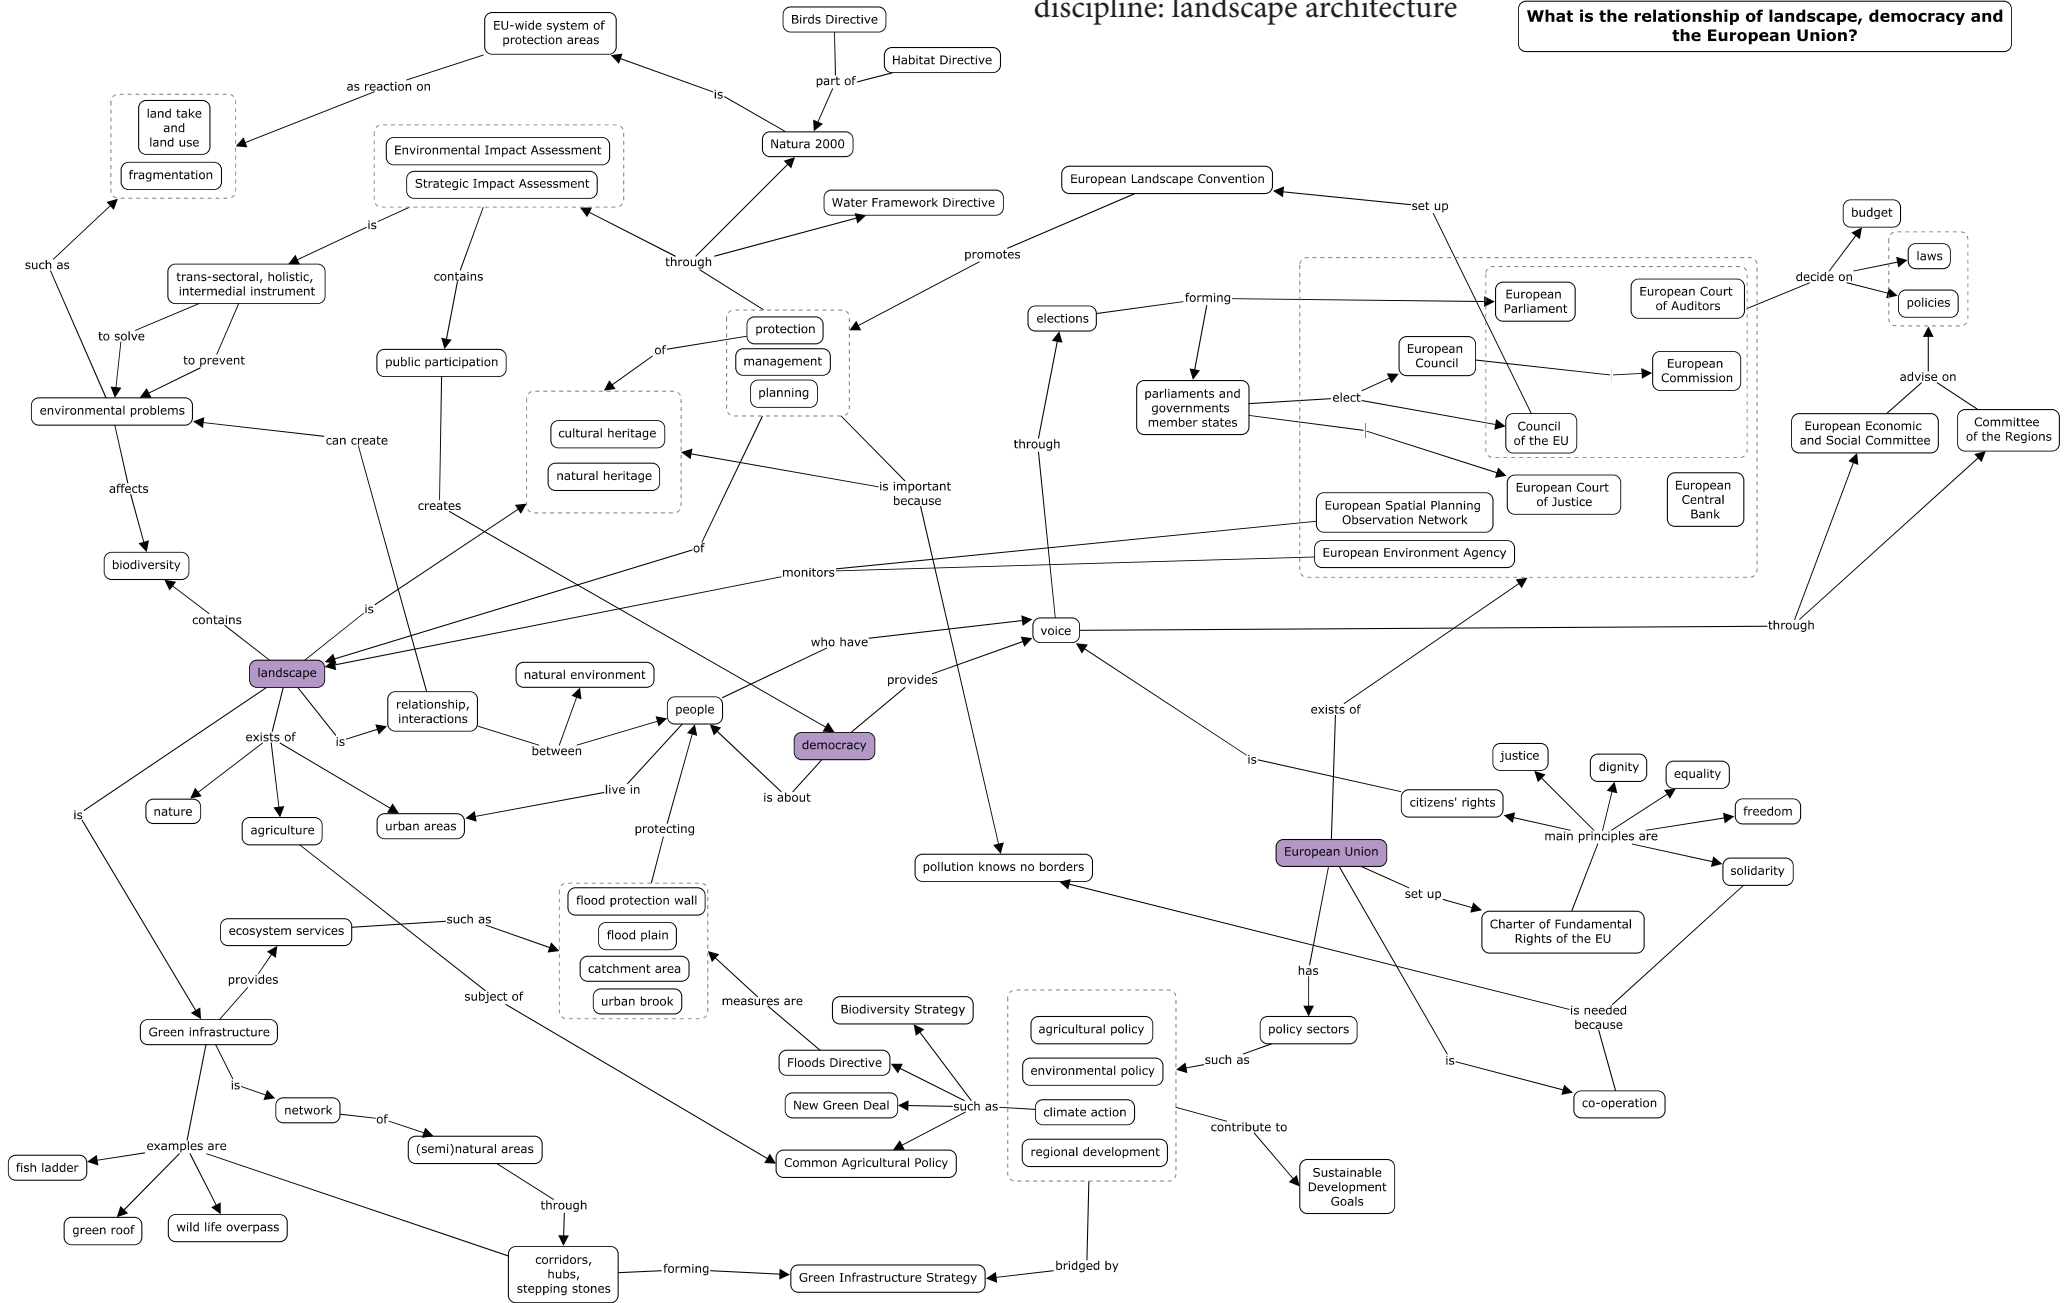 discipline: landscape architecture
What is the relationship of landscape, democracy and
the European Union?
EU-wide system of
protection areas
Birds Directive
Habitat Directive
part of
as reaction on
is
land take
and
land use
fragmentation
Environmental Impact Assessment
Strategic Impact Assessment
Natura 2000
Water Framework Directive
European Landscape Convention
set up
budget
laws
policies
decide on
such as
is
trans-sectoral, holistic,
intermedial instrument
contains
through
promotes
to solve
to prevent
public participation
protection
management
planning
of
elections
forming
European
Parliament
European Court
of Auditors
European
Council
European
Commission
parliaments and
governments
member states
elect
Council
of the EU
advise on
European Economic
and Social Committee
Committee
of the Regions
environmental problems
can create
cultural heritage
natural heritage
through
is important
because
affects
creates
European Spatial Planning
Observation Network
European Court
of Justice
European
Central
Bank
European Environment Agency
biodiversity
of
monitors
contains
is
who have
voice
through
landscape
natural environment
relationship,
interactions
people
provides
exists of
democracy
exists of
is
between
is
live in
is about
nature
agriculture
urban areas
is
protecting
justice
dignity
equality
citizens' rights
freedom
main principles are
pollution knows no borders
European Union
solidarity
set up
Charter of Fundamental
Rights of the EU
flood protection wall
flood plain
catchment area
urban brook
ecosystem services
such as
provides
subject of
measures are
has
is needed
because
Green infrastructure
Biodiversity Strategy
agricultural policy
policy sectors
Floods Directive
environmental policy
such as
is
is
New Green Deal
such as
climate action
co-operation
network
of
contribute to
examples are
(semi)natural areas
Common Agricultural Policy
regional development
fish ladder
Sustainable
Development
Goals
through
green roof
wild life overpass
corridors,
hubs,
stepping stones
forming
Green Infrastructure Strategy
bridged by